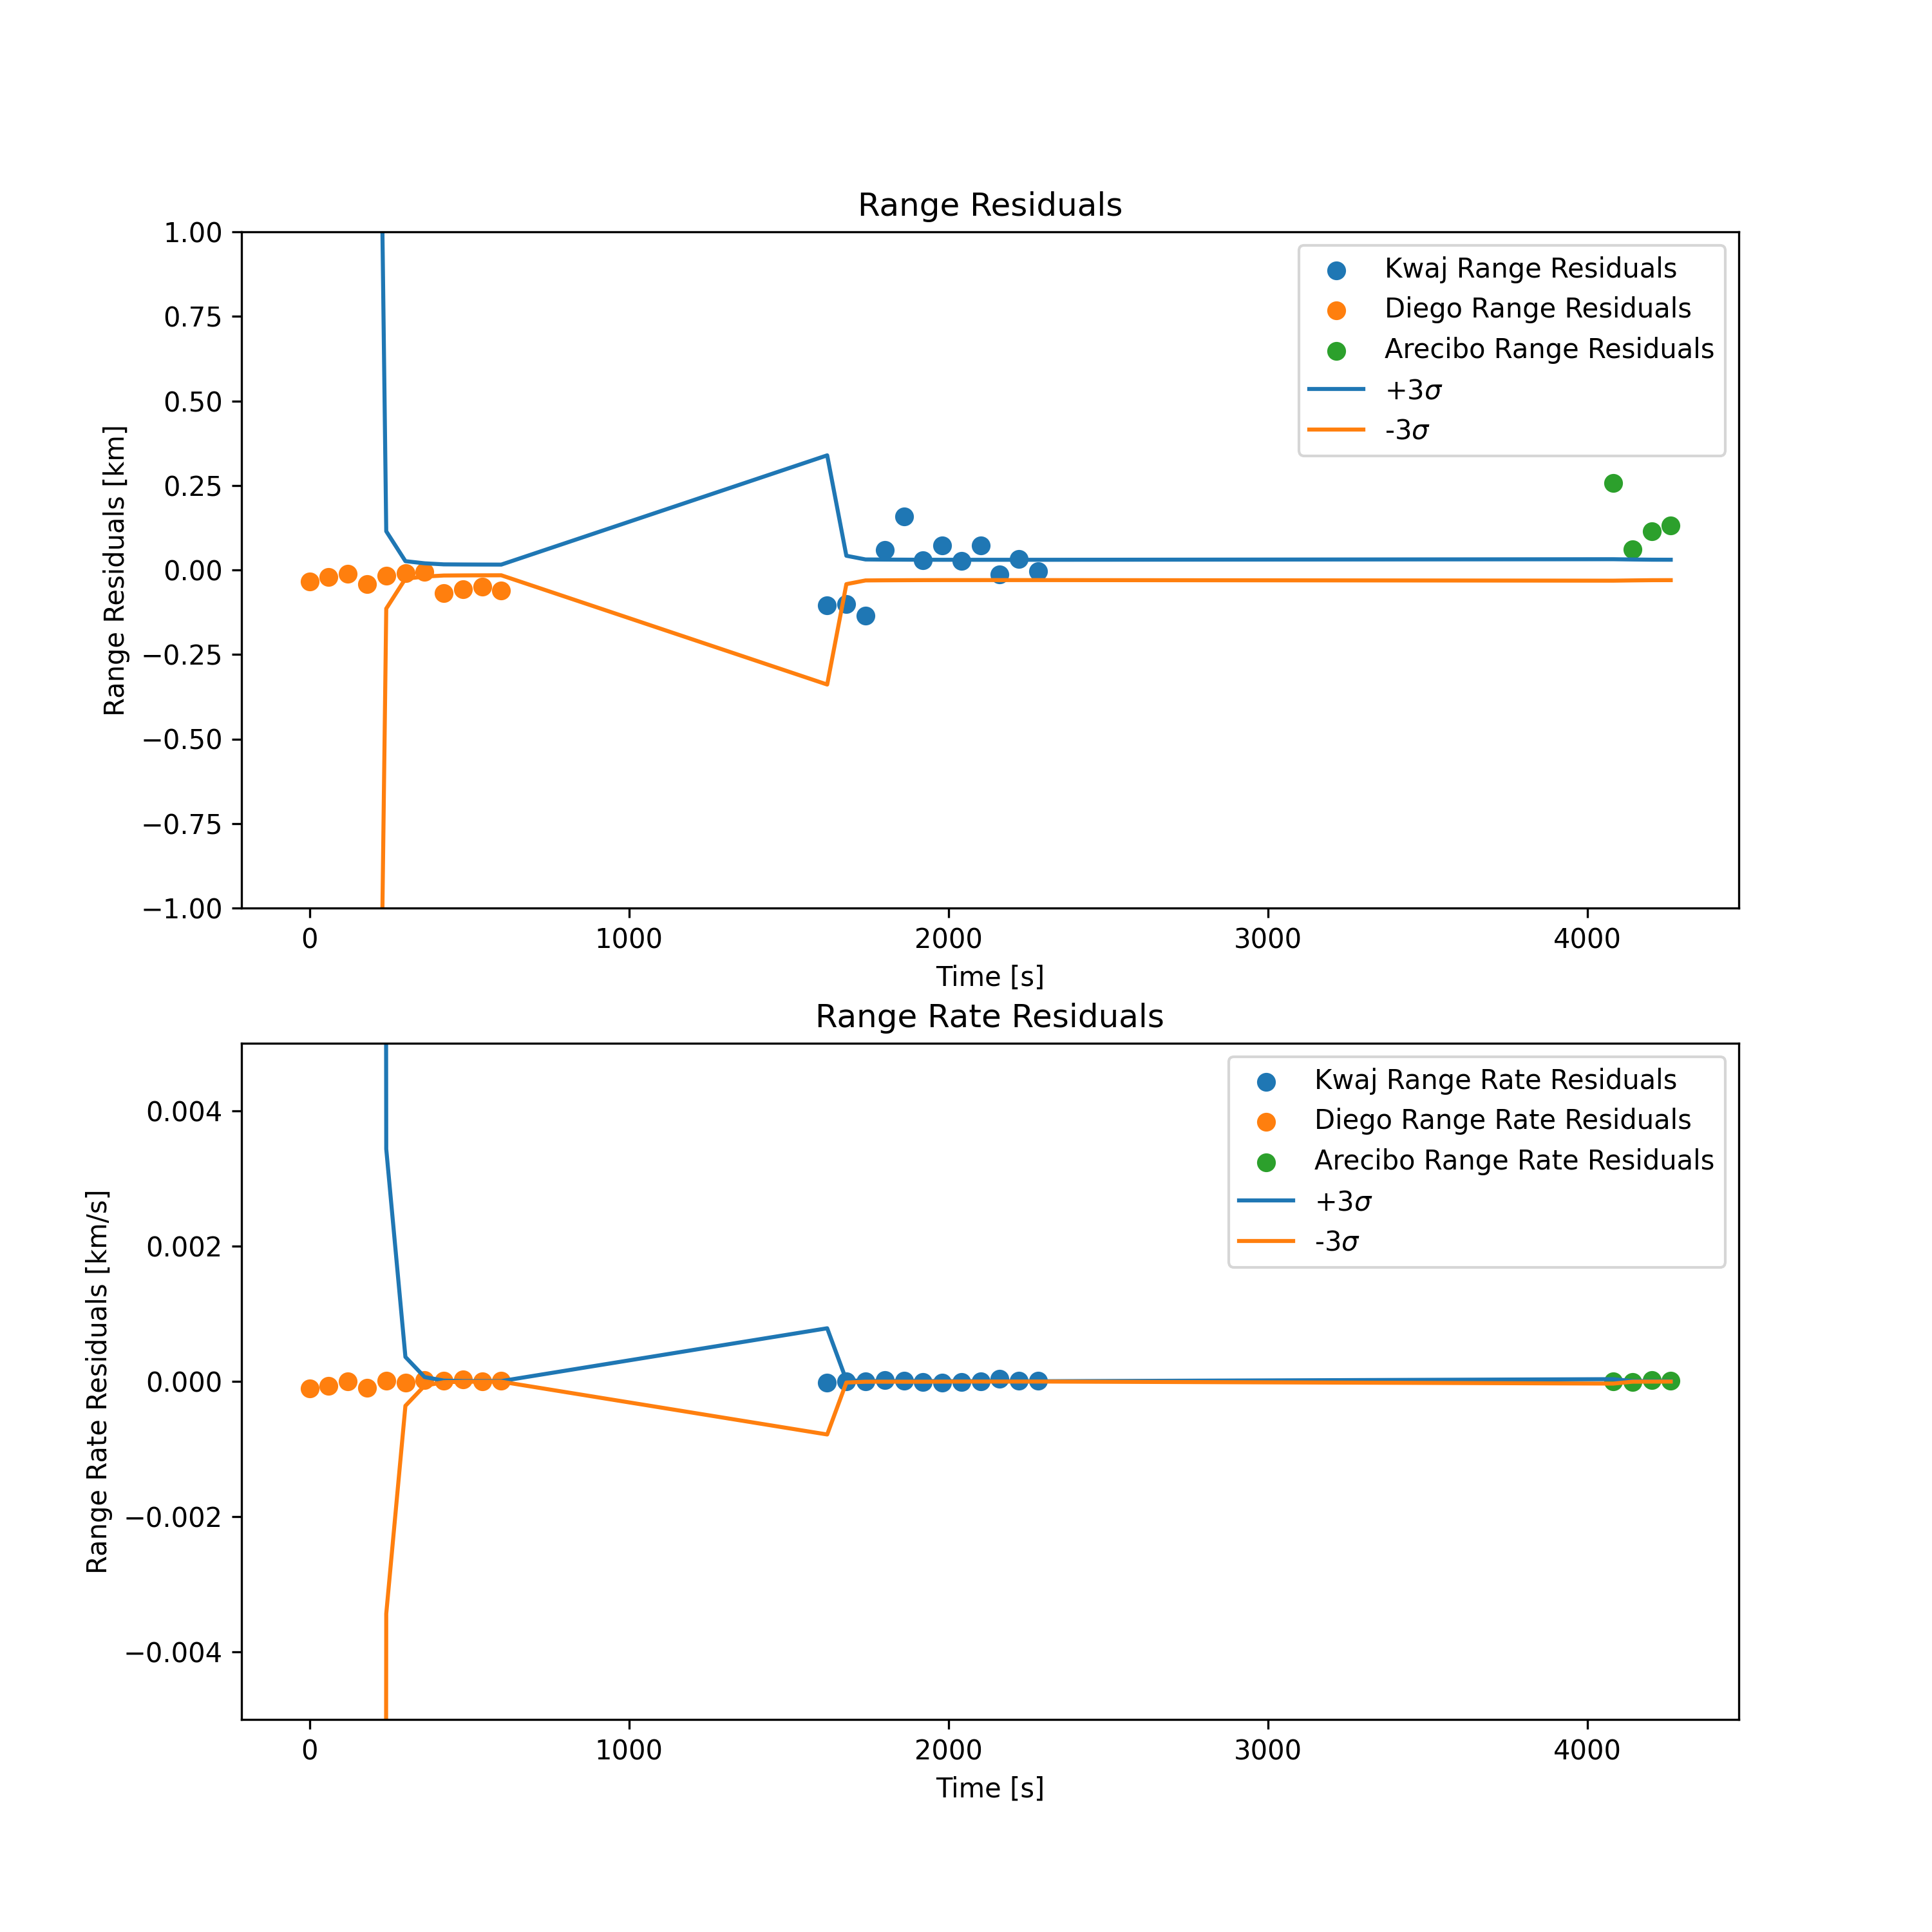 Range Residuals
1.00
0.75
0.50
0.25
0.00
−0.25
−0.50
−0.75
−1.00
Range Residuals [km]
Kwaj Range Residuals
Diego Range Residuals
Arecibo Range Residuals
+3σ
-3σ
0 1000 2000 3000 4000
Time [s]
Range Rate Residuals
0.004
0.002
0.000
−0.002
−0.004
Range Rate Residuals [km/s]
Kwaj Range Rate Residuals
Diego Range Rate Residuals
Arecibo Range Rate Residuals
+3σ
-3σ
0 1000 2000 3000 4000
Time [s]